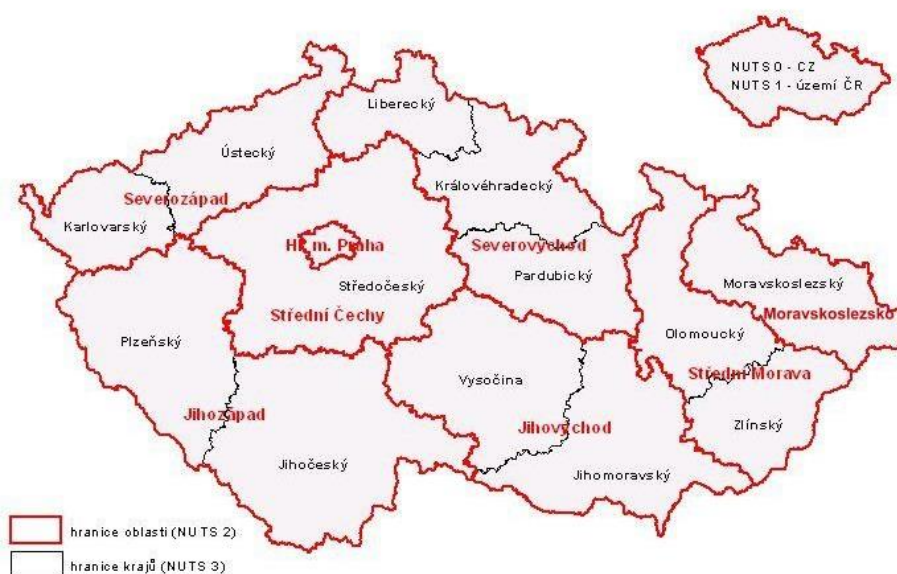 NUTS 0 - CZ
NUTS 1 - území ČR
Liberecký
Ústecký
Královéhradecký
Severozápad
Karlovarský
Hl. m. Praha
Severovýchod
Pardubický
Středočeský
Moravskoslezský
Střední Čechy
Moravskoslezsko
Plzeňský
Olomoucký
Vysočina
Střední Morava
Jihozápad
Jihovýchod
Zlínský
Jihočeský
Jihomoravský
hranice oblastí (NUTS 2)
hranice krajů (NUTS 3)